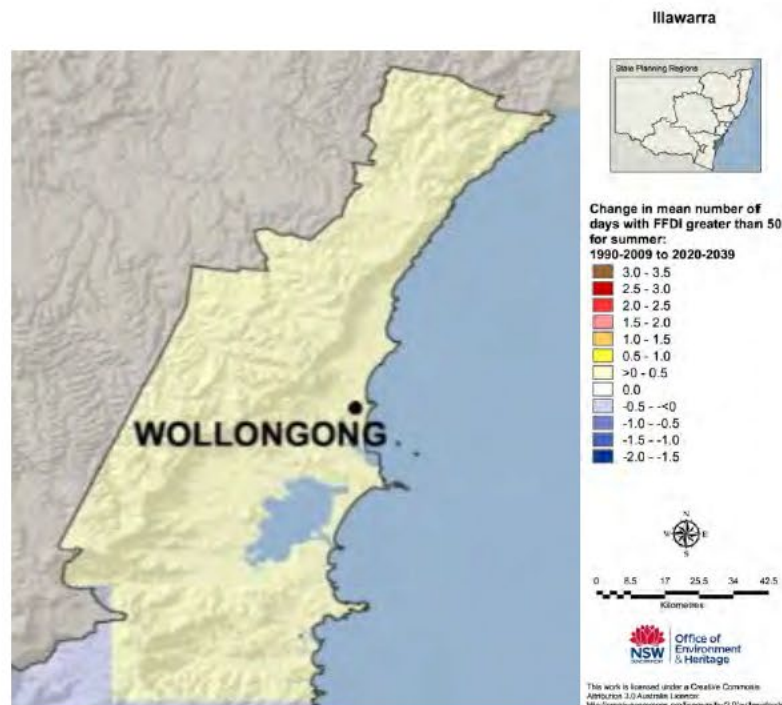 Illawarra
State Planning Regions
Change in mean number of
days with FFDI greater than 50
for summer:
1990-2009 to 2020-2039
3.0 - 3.5
2.5 - 3.0
2.0 - 2.5
1.5 - 2.0
1.0 - 1.5
0.5 - 1.0
>0 - 0.5
0.0
-0.5 - -<0
-1.0 - -0.5
-1.5 - -1.0
-2.0 - -1.5
WOLLONGONG
N
W E
S
0 8.5 17 25.5 34 42.5
Kilometres
NSW
GOVERNMENT
Office of
Environment
& Heritage
This work is licensed under a Creative Commons
Attribution 3.0 Australia Licence